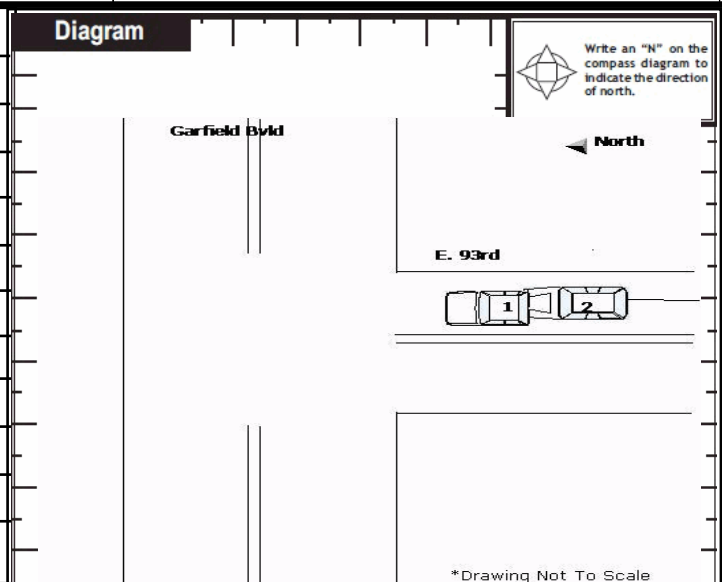 Diagram
Write an “N” on the
compass diagram to
indicate the direction
of north.
Garfield Bvld
North
E. 93rd
1
2
*Drawing Not To Scale